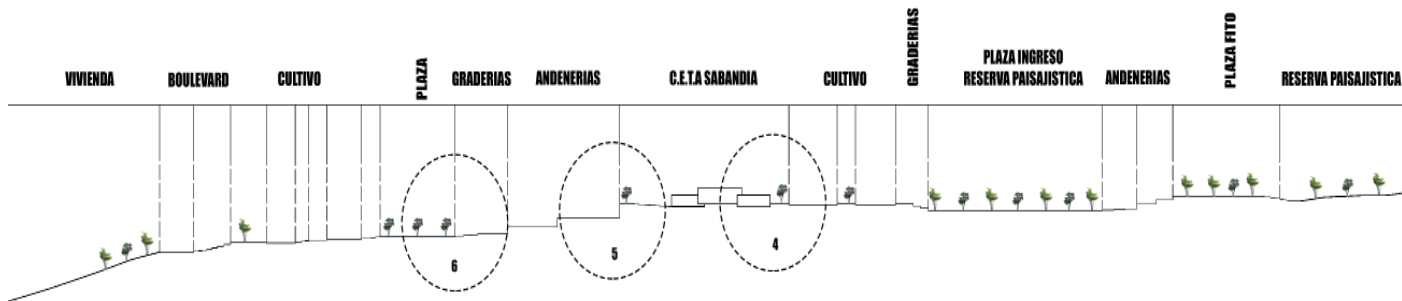 VIVIENDA
BOULEVARD
CULTIVO
PLAZA
GRADERIAS
ANDENERIAS
C.E.T.A SABANDIA
CULTIVO
GRADERIAS
PLAZA INGRESO
RESERVA PAISAJISTICA
ANDENERIAS
PLAZA FITO
RESERVA PAISAJISTICA
6
5
4